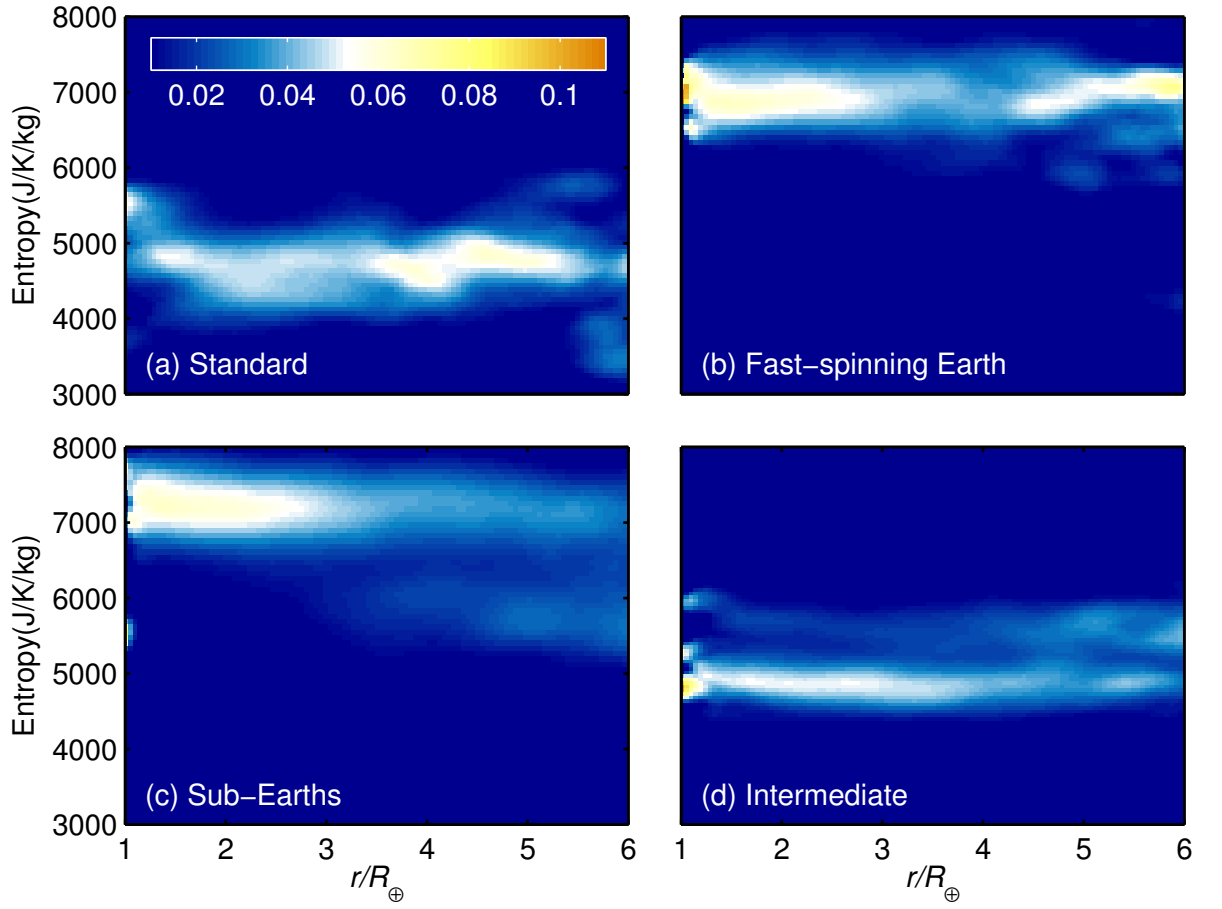 8000
7000
6000
5000
4000
3000
Entropy(J/K/kg)
0.02 0.04 0.06 0.08 0.1
(a) Standard
(b) Fast−spinning Earth
8000
7000
6000
5000
4000
3000
Entropy(J/K/kg)
(c) Sub−Earths
(d) Intermediate
1 2 3 4 5 6
r/R⊕
1 2 3 4 5 6
r/R⊕